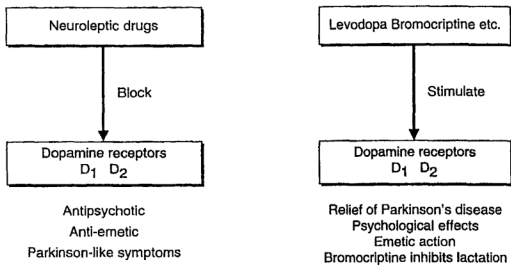 Neuroleptic drugs
Block
Dopamine receptors
D1 D2
Antipsychotic
Anti-emetic
Parkinson-like symptoms
Levodopa Bromocriptine etc.
Stimulate
Dopamine receptors
D1 D2
Relief of Parkinson's disease
Psychological effects
Emetic action
Bromocriptine inhibits lactation